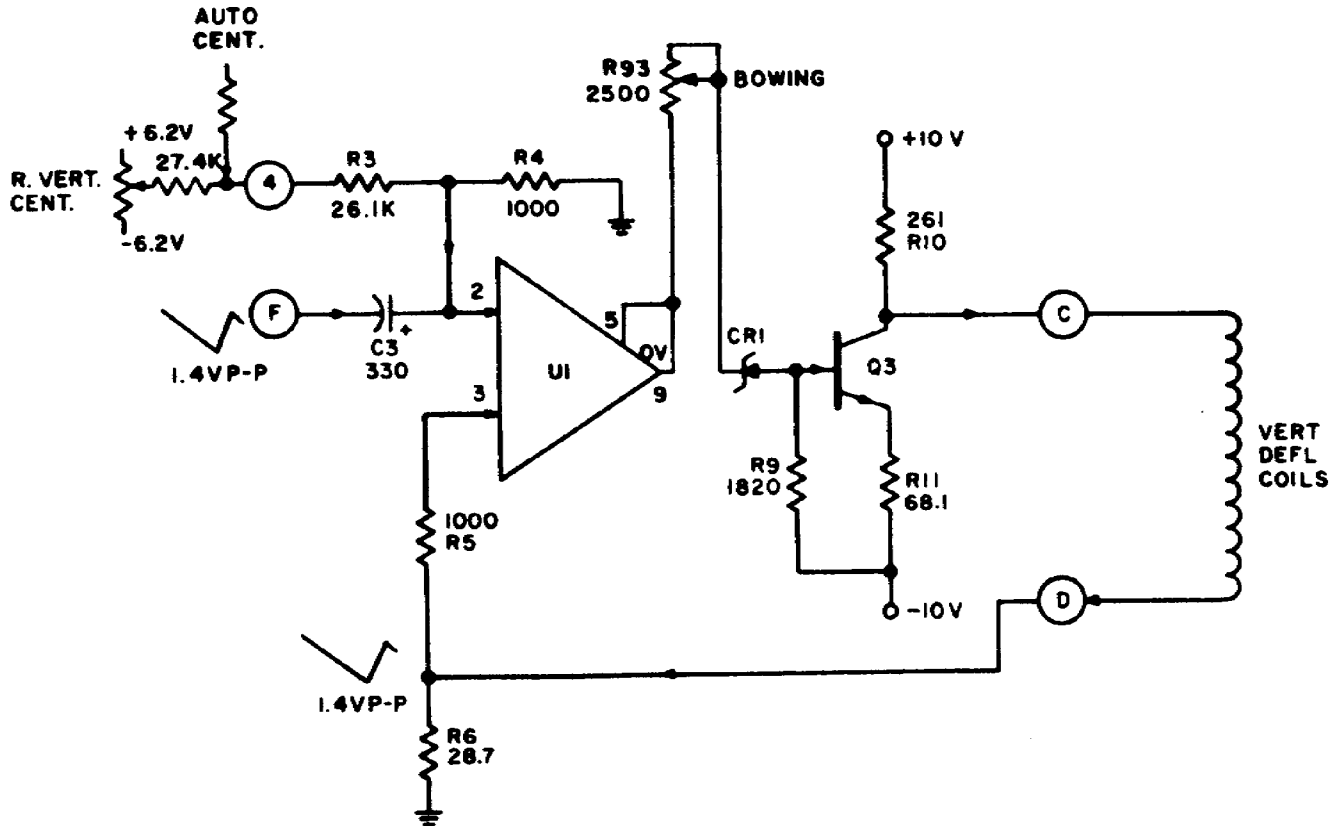 AUTO
CENT.
R93
2500
BOWING
+6.2V
27.4K
R. VERT.
CENT.
-6.2V
4
R3
26.1K
R4
1000
+10V
261
R10
F
1.4VP-P
C3
330
+
2
3
5
0V
U1
9
CR1
Q3
C
VERT
DEFL
COILS
R9
1820
R11
68.1
-10V
D
1000
R5
1.4VP-P
R6
28.7